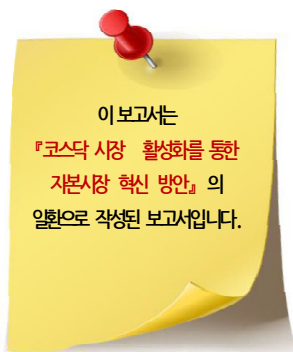 이 보고서는
『코스닥 시장 활성화를 통한
자본시장 혁신 방안』의
일환으로 작성된 보고서입니다.